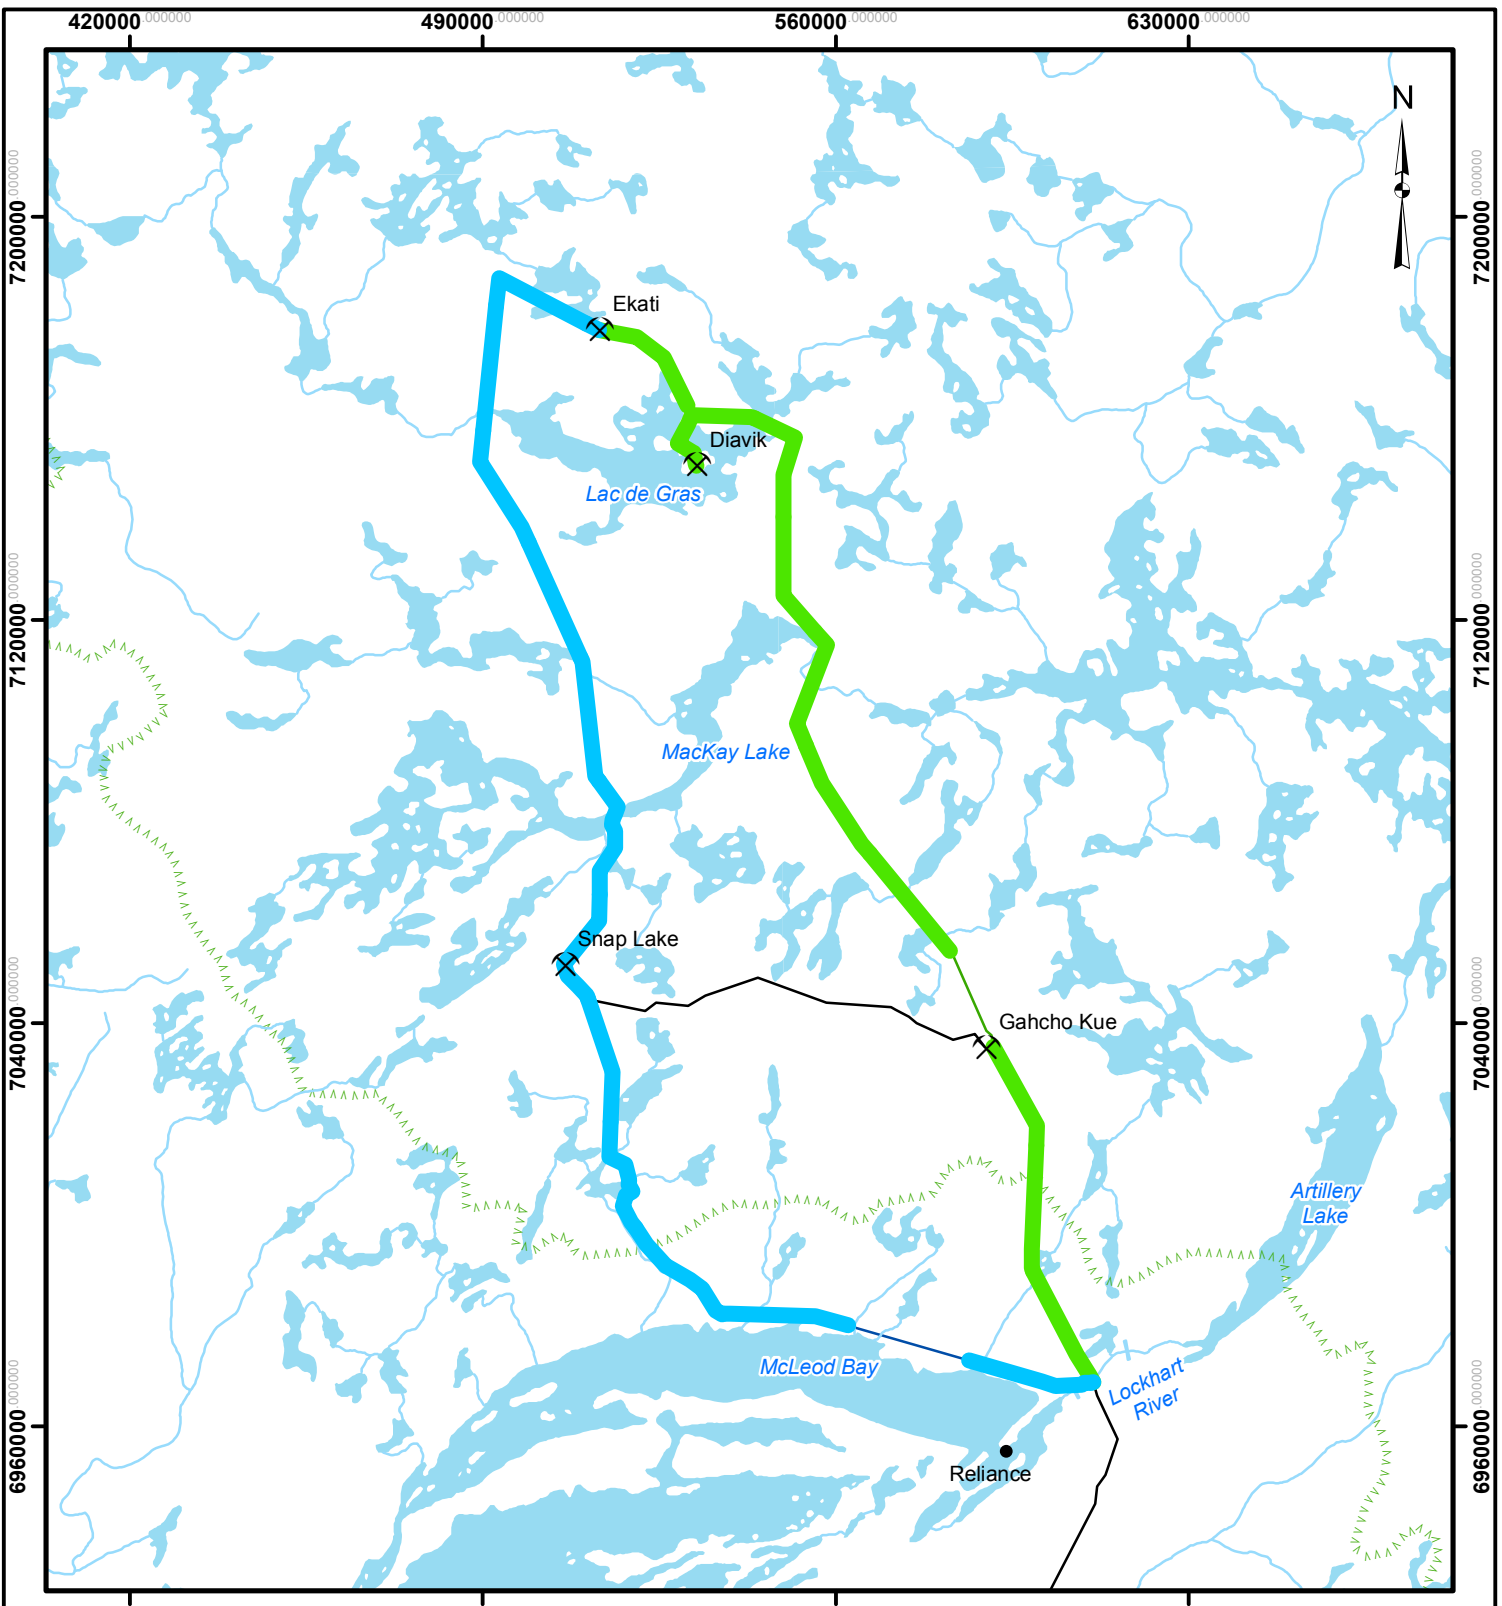 420000.000000 490000.000000 560000.000000 630000.000000
N
7200000.000000 7200000.000000
Ekati
Diavik
Lac de Gras
7120000.000000 7120000.000000
MacKay Lake
Snap Lake
7040000.000000 7040000.000000
Gahcho Kue
Artillery
Lake
McLeod Bay
Lockhart
River
6960000.000000 6960000.000000
Reliance